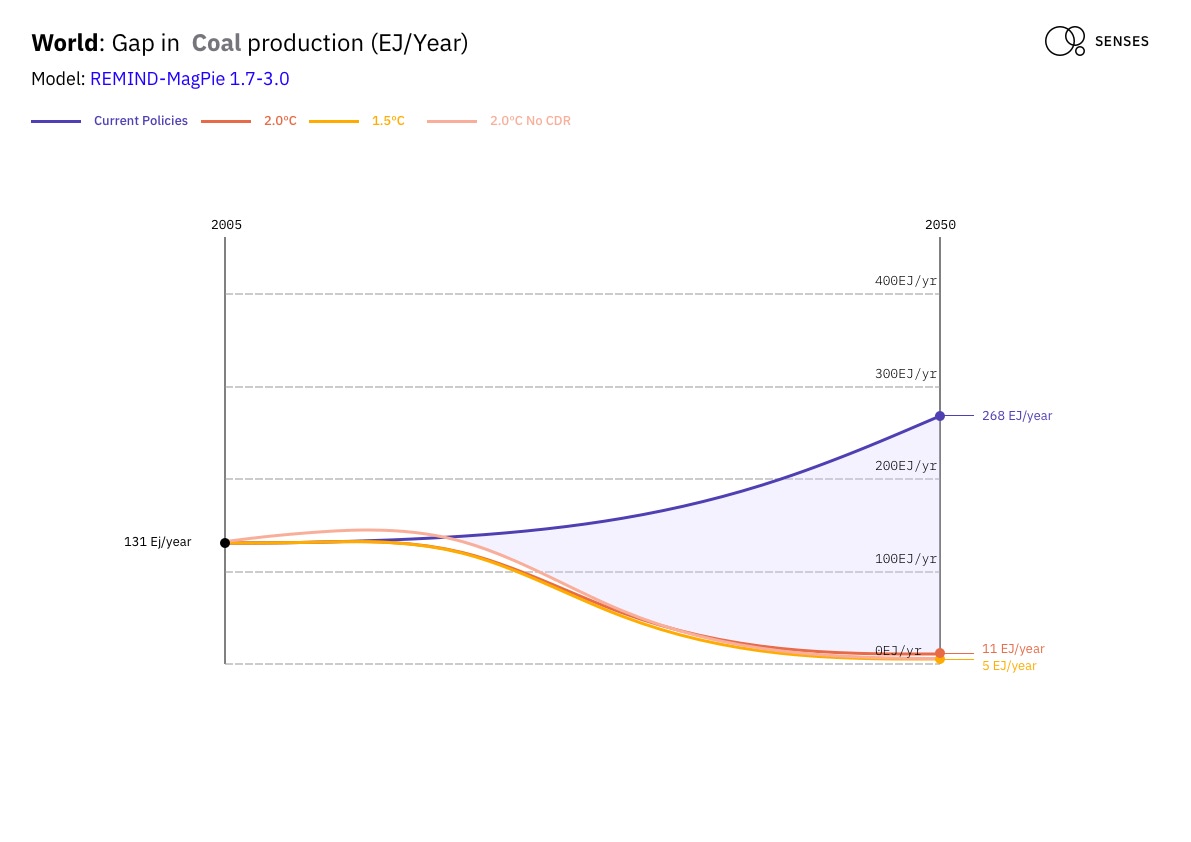 World: Gap in Coal production (EJ/Year)
SENSES
Model: REMIND-MagPie 1.7-3.0
Current Policies 2.0ºC 1.5ºC 2.0ºC No CDR
2005 2050
400EJ/yr
300EJ/yr
268 EJ/year
200EJ/yr
131 Ej/year
100EJ/yr
0EJ/yr 11 EJ/year
5 EJ/year